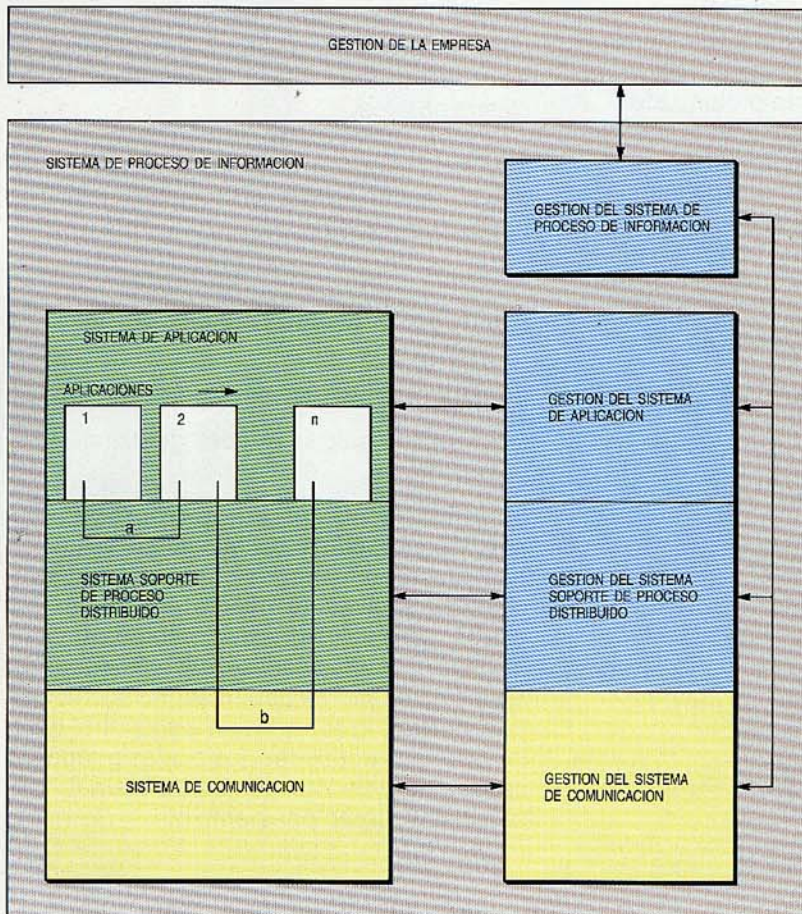 GESTION DE LA EMPRESA
SISTEMA DE PROCESO DE INFORMACION
GESTION DEL SISTEMA DE
PROCESO DE INFORMACION
SISTEMA DE APLICACION
APLICACIONES
1
2
n
a
SISTEMA SOPORTE
DE PROCESO
DISTRIBUIDO
b
SISTEMA DE COMUNICACION
GESTION DEL SISTEMA
DE APLICACION
GESTION DEL SISTEMA
SOPORTE DE PROCESO
DISTRIBUIDO
GESTION DEL SISTEMA
DE COMUNICACION